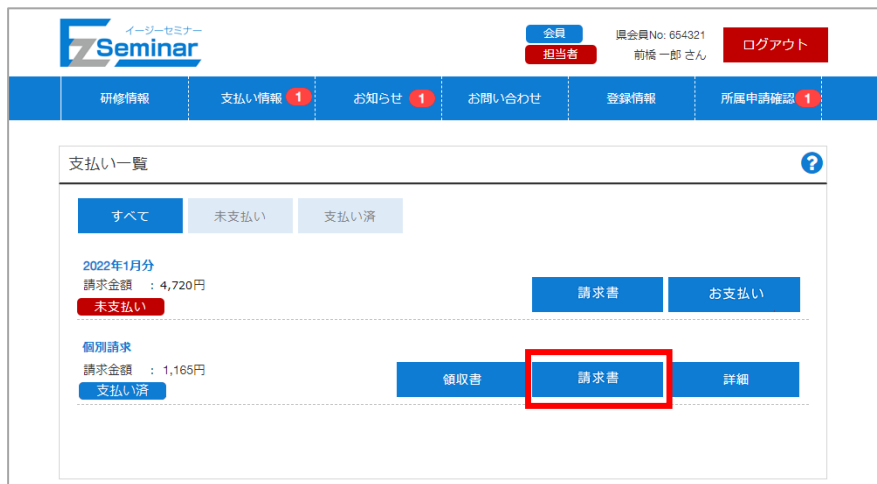 イージーセミナー
EZ Seminar
会員
担当者
県会員No: 654321
前橋 一郎 さん
ログアウト
研修情報
支払い情報 1
お知らせ 1
お問い合わせ
登録情報
所属申請確認 1
支払い一覧
?
すべて
未支払い
支払い済
2022年1月分
請求金額 : 4,720円
未支払い
請求書
お支払い
個別請求
請求金額 : 1,165円
支払い済
領収書
請求書
詳細